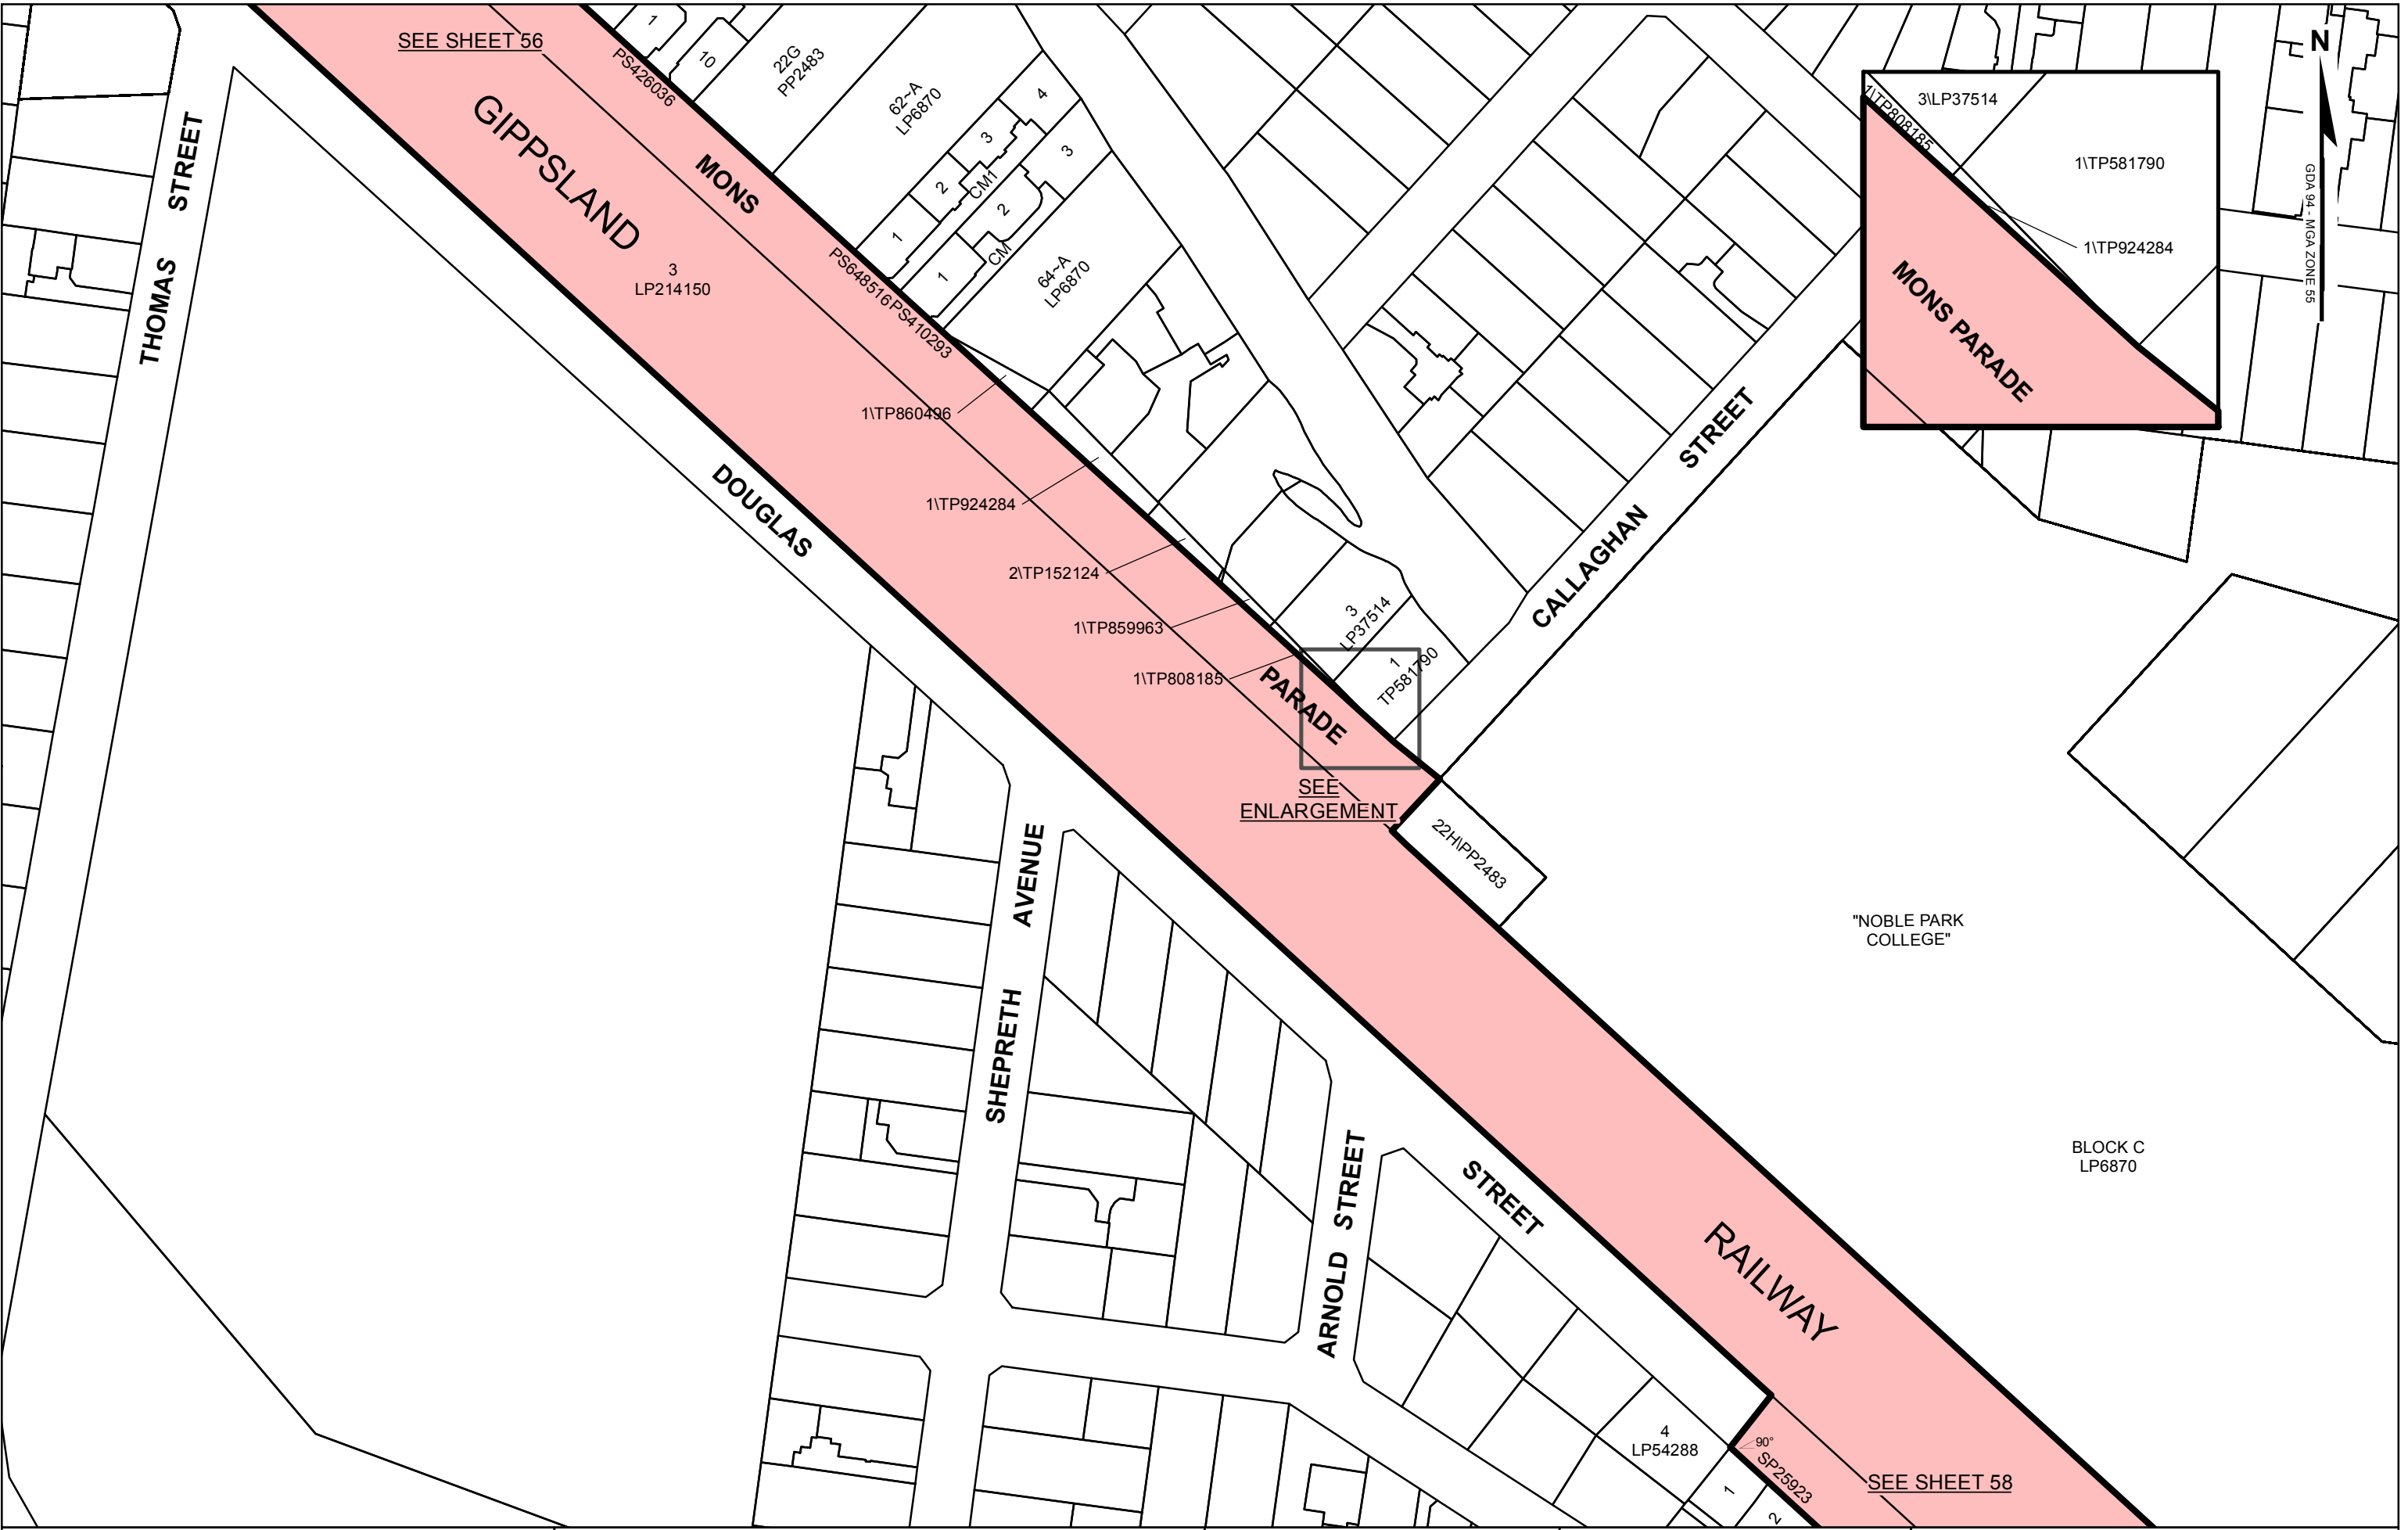 SEE SHEET 56
1
10
PS426036
22G
PP2483
62~A
LP6870
4
3
2
1
CM1
3
2
1
CM
64~A
LP6870
PS648516
PS410293
GIPPSLAND
MONS
3
LP214150
THOMAS STREET
1\TP860496
1\TP924284
2\TP152124
1\TP859963
1\TP808185
DOUGLAS
3
LP37514
1
TP581790
PARADE
SEE
ENLARGEMENT
CALLAGHAN STREET
22H\PP2483
1\TP808185
3\LP37514
1\TP581790
1\TP924284
MONS PARADE
N
GDA 94 - MGA ZONE 55
"NOBLE PARK
COLLEGE"
BLOCK C
LP6870
SHEPRETH AVENUE
ARNOLD STREET
STREET
RAILWAY
4
LP54288
90°
SP25923
1
2
SEE SHEET 58